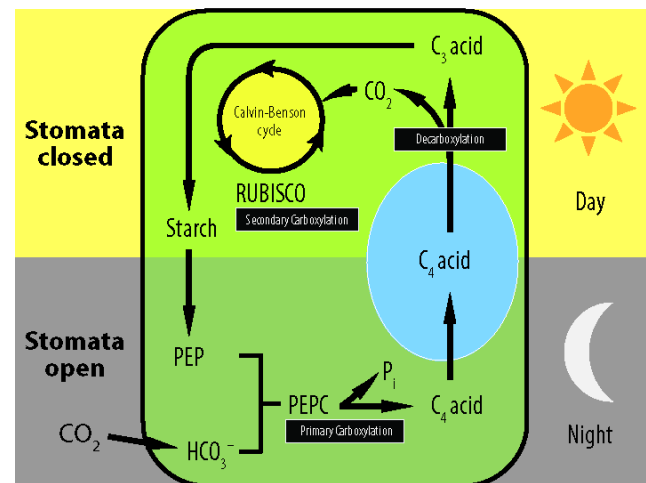 C₃ acid
CO₂
Calvin-Benson
cycle
Stomata
closed
Decarboxylation
RUBISCO
Secondary Carboxylation
Day
Starch
C₄ acid
Stomata
open
PEP
Pᵢ
PEPC
C₄ acid
Primary Carboxylation
CO₂
HCO₃⁻
Night